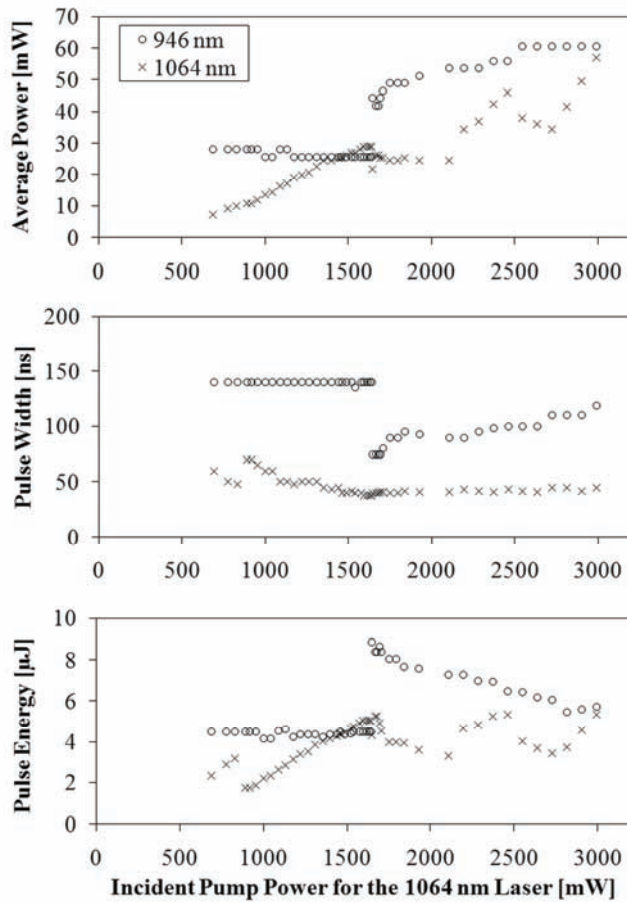 Average Power [mW]
70
60
50
40
30
20
10
0
○ 946 nm
× 1064 nm
0 500 1000 1500 2000 2500 3000
Pulse Width [ns]
200
150
100
50
0
0 500 1000 1500 2000 2500 3000
Pulse Energy [μJ]
10
8
6
4
2
0
0 500 1000 1500 2000 2500 3000
Incident Pump Power for the 1064 nm Laser [mW]